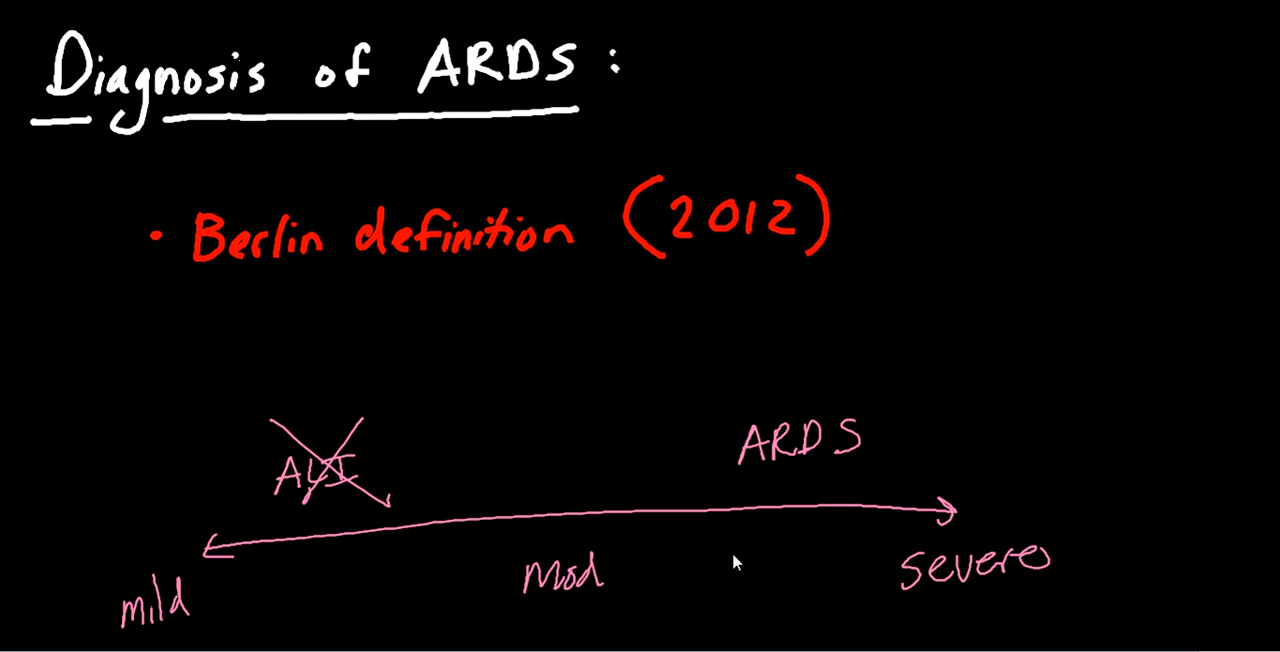 Diagnosis of ARDS :
• Berlin definition (2012)
ALI
ARDS
mild
Mod
severe